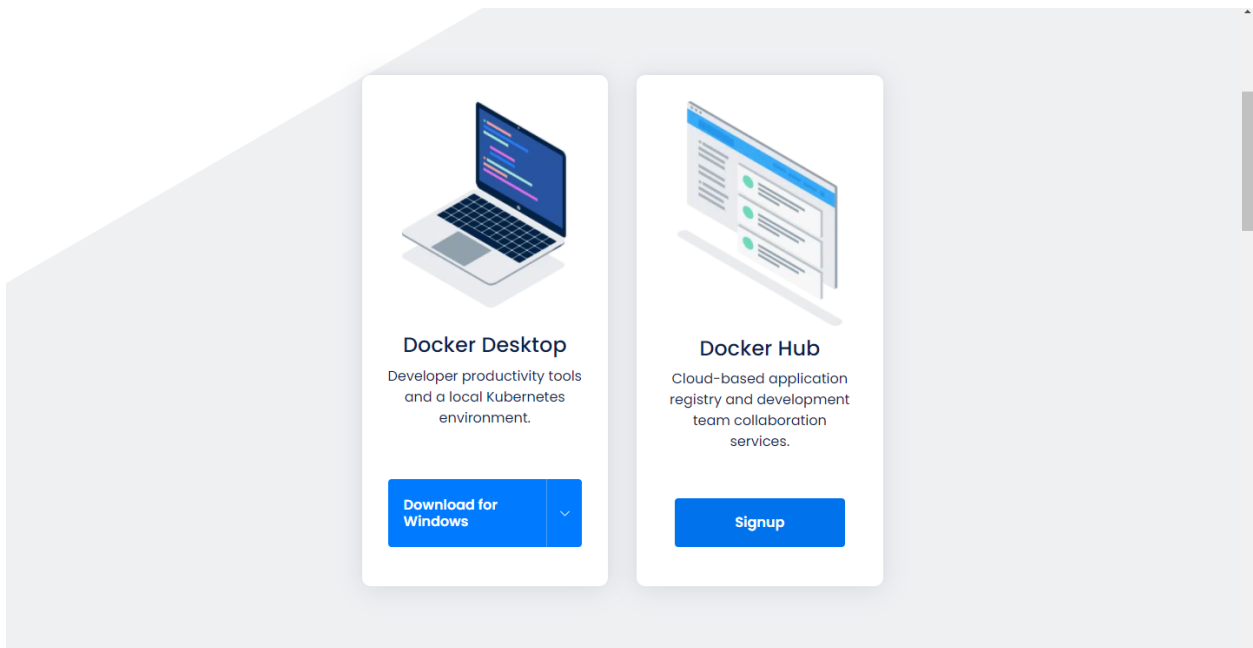 Docker Desktop
Developer productivity tools
and a local Kubernetes
environment.
Download for
Windows
Docker Hub
Cloud-based application
registry and development
team collaboration
services.
Signup